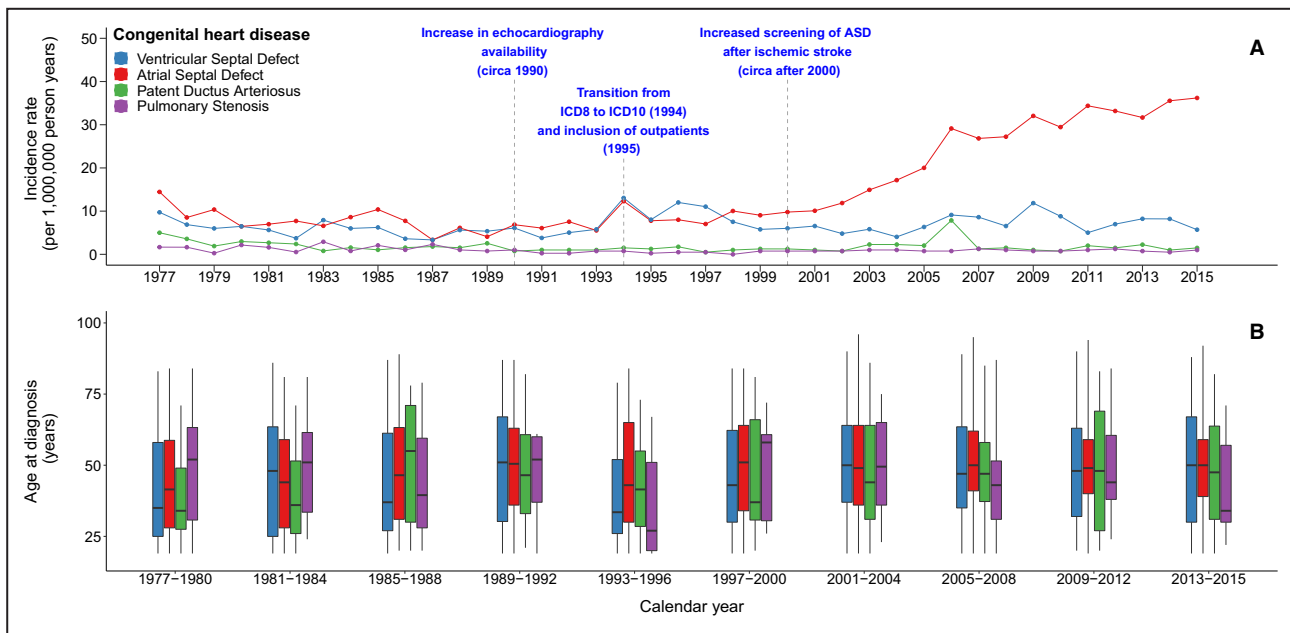 A
Congenital heart disease
Ventricular Septal Defect
Atrial Septal Defect
Patent Ductus Arteriosus
Pulmonary Stenosis
Increase in echocardiography
availability
(circa 1990)
Transition from
ICD8 to ICD10 (1994)
and inclusion of outpatients
(1995)
Increased screening of ASD
after ischemic stroke
(circa after 2000)
Incidence rate
(per 1,000,000 person years)
50
40
30
20
10
0
1977 1979 1981 1983 1985 1987 1989 1991 1993 1995 1997 1999 2001 2003 2005 2007 2009 2011 2013 2015
B
Age at diagnosis
(years)
100
75
50
25
1977−1980 1981−1984 1985−1988 1989−1992 1993−1996 1997−2000 2001−2004 2005−2008 2009−2012 2013−2015
Calendar year